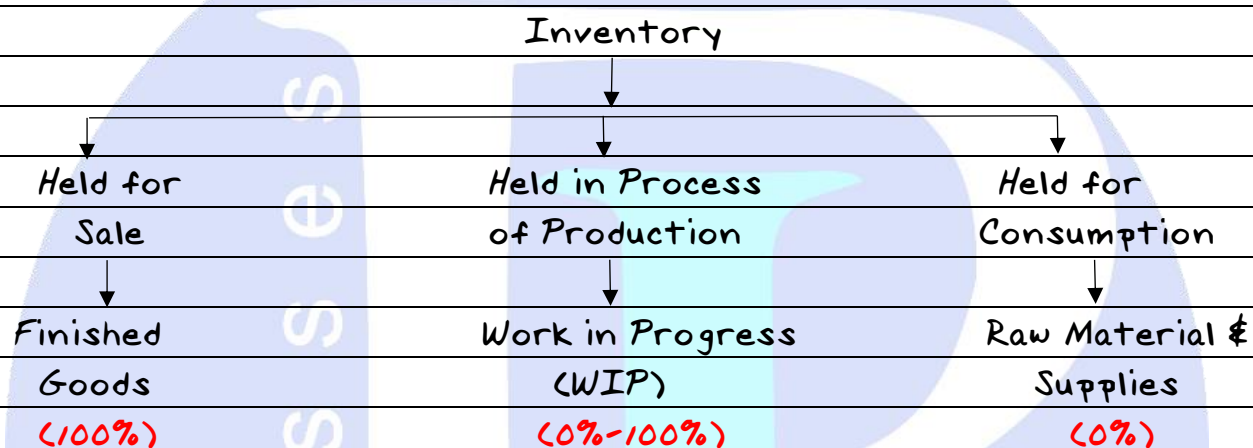 Inventory
Held for Held in Process Held for
Sale of Production Consumption
Finished Work in Progress Raw Material &
Goods (WIP) Supplies
(100%) (0%-100%) (0%)
s e s s